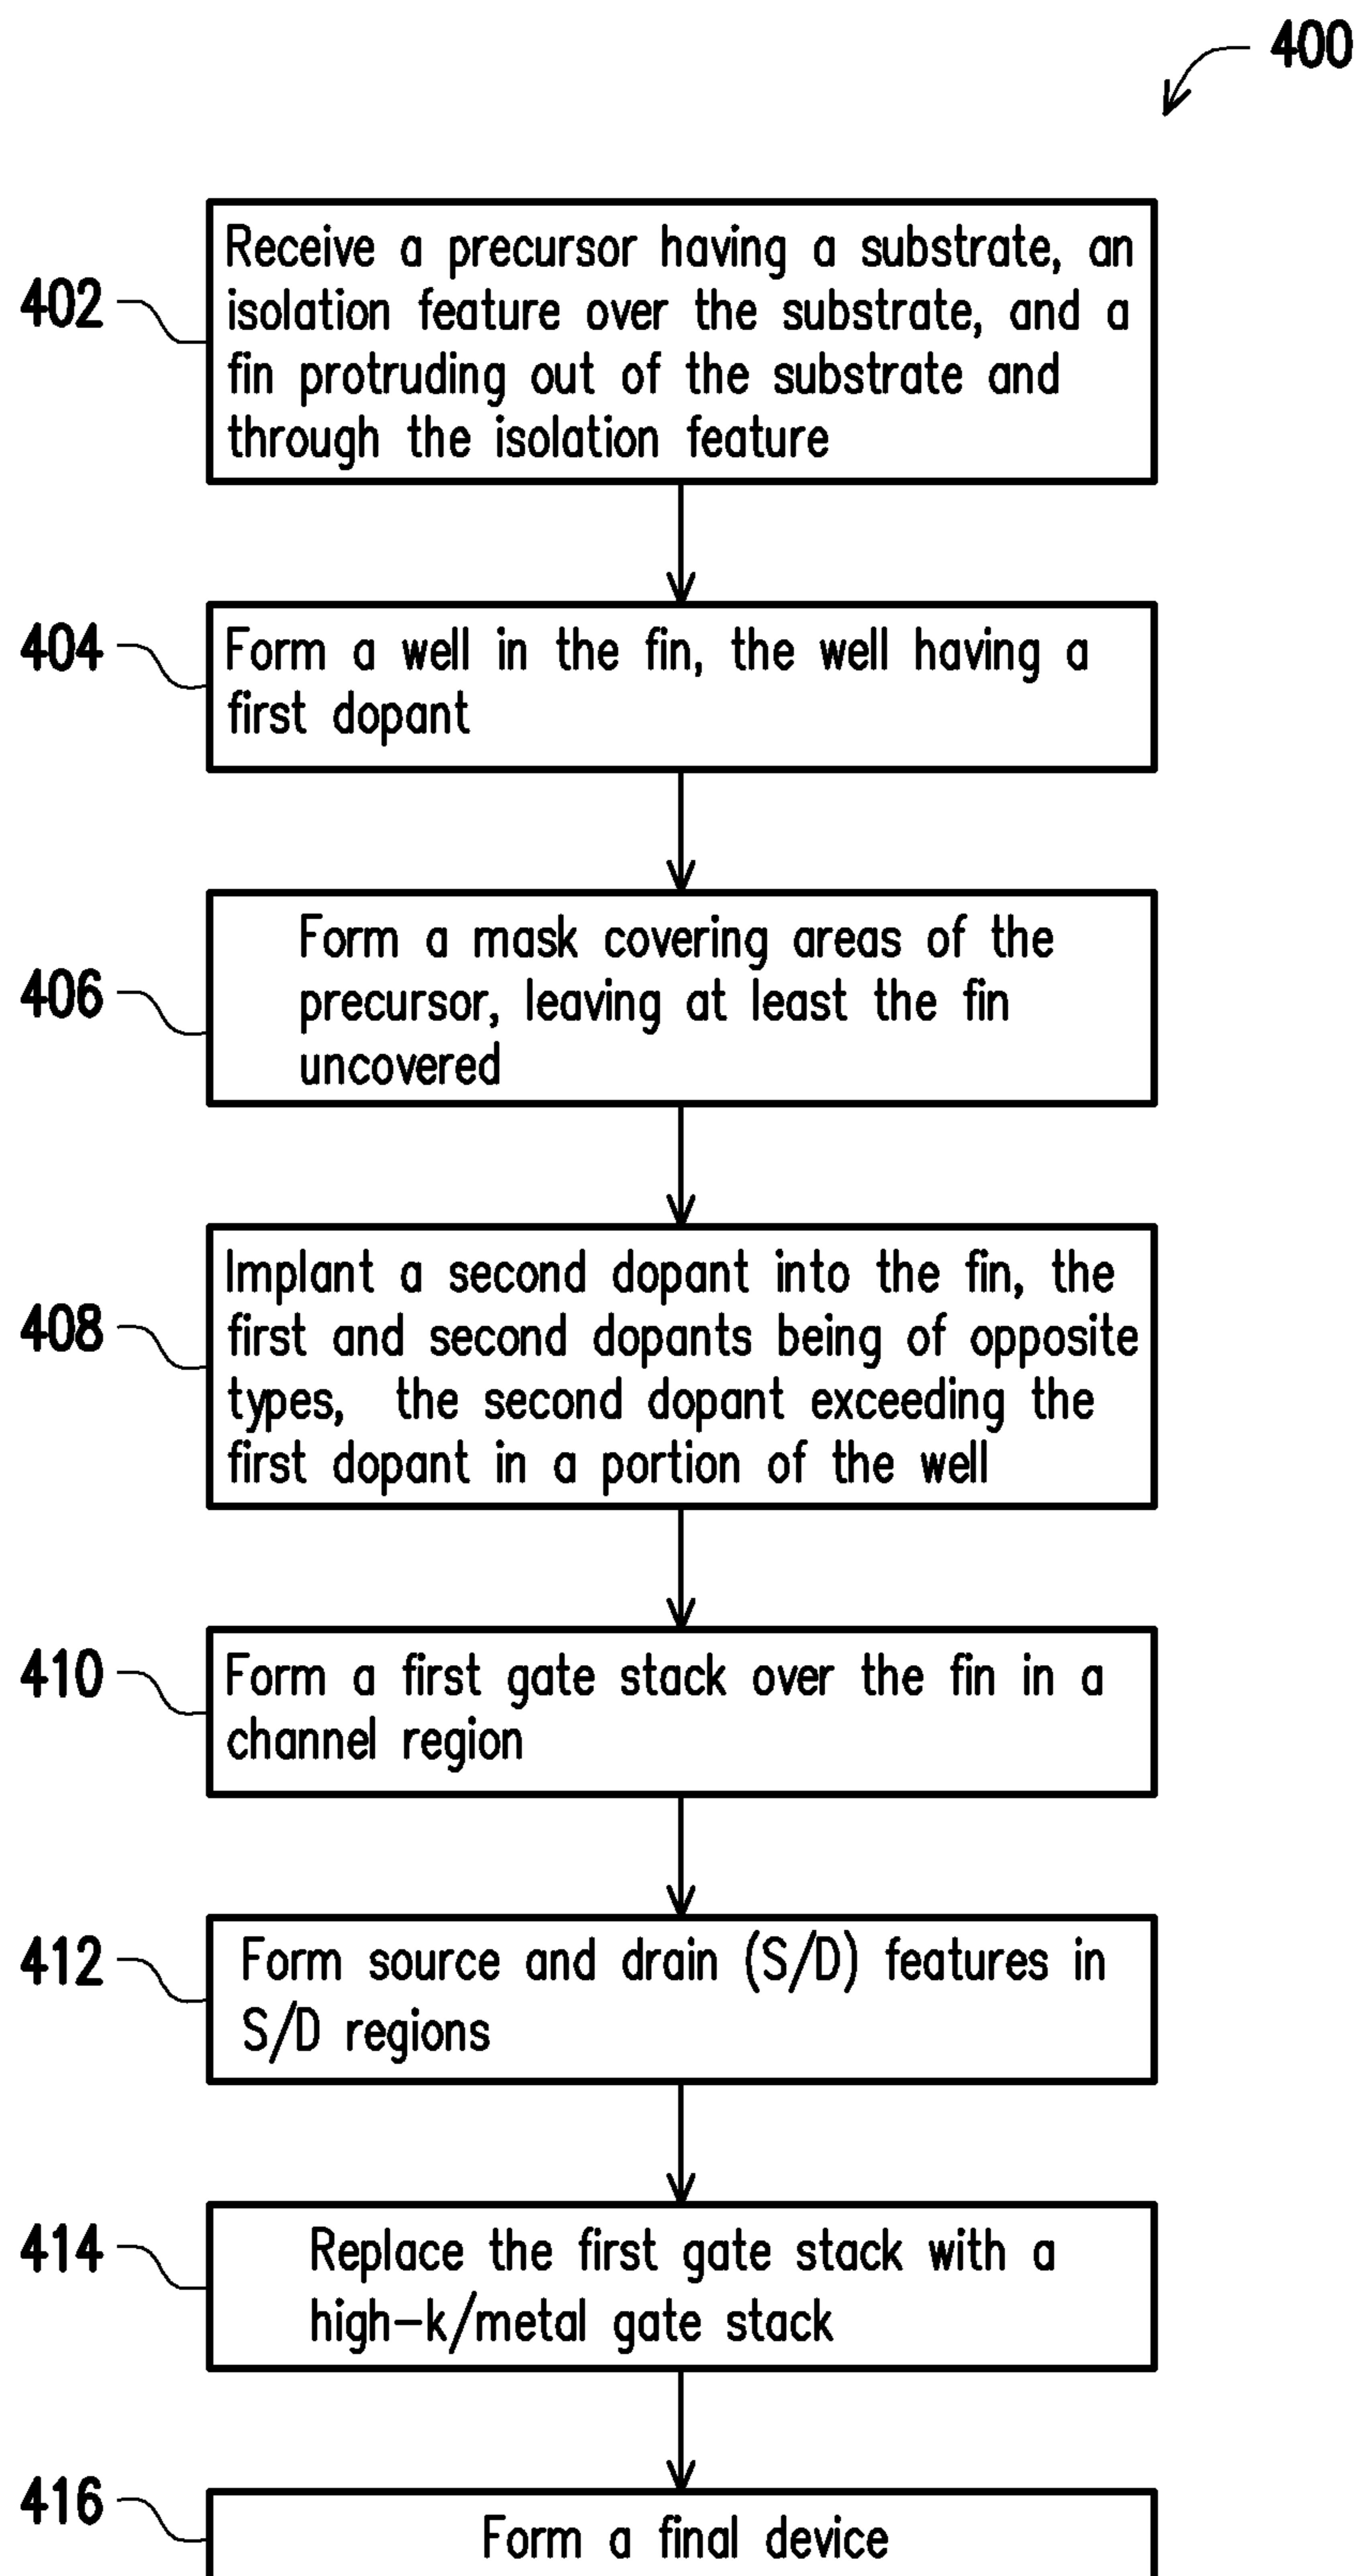 400
402
Receive a precursor having a substrate, an
isolation feature over the substrate, and a
fin protruding out of the substrate and
through the isolation feature
404
Form a well in the fin, the well having a
first dopant
406
Form a mask covering areas of the
precursor, leaving at least the fin
uncovered
408
Implant a second dopant into the fin, the
first and second dopants being of opposite
types, the second dopant exceeding the
first dopant in a portion of the well
410
Form a first gate stack over the fin in a
channel region
412
Form source and drain (S/D) features in
S/D regions
414
Replace the first gate stack with a
high-k/metal gate stack
416
Form a final device